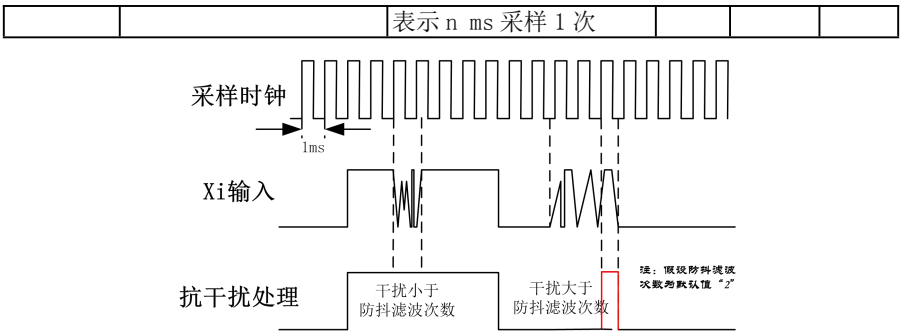 表示 n ms 采样 1 次
采样时钟
1ms
Xi输入
抗干扰处理
干扰小于
防抖滤波次数
干扰大于
防抖滤波次数
注：假设防抖滤波
次数为默认值“2”